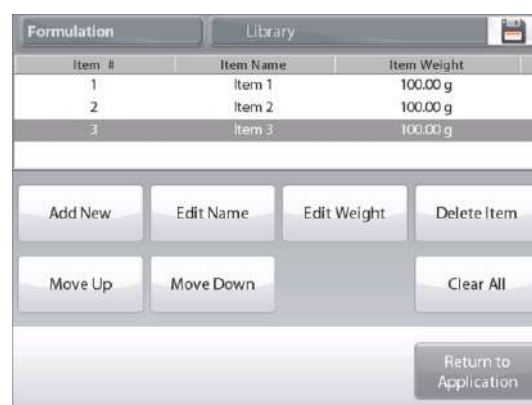 Formulation Library
Item # Item Name Item Weight
1 Item 1 100.00 g
2 Item 2 100.00 g
3 Item 3 100.00 g
Add New Edit Name Edit Weight Delete Item
Move Up Move Down Clear All
Return to
Application